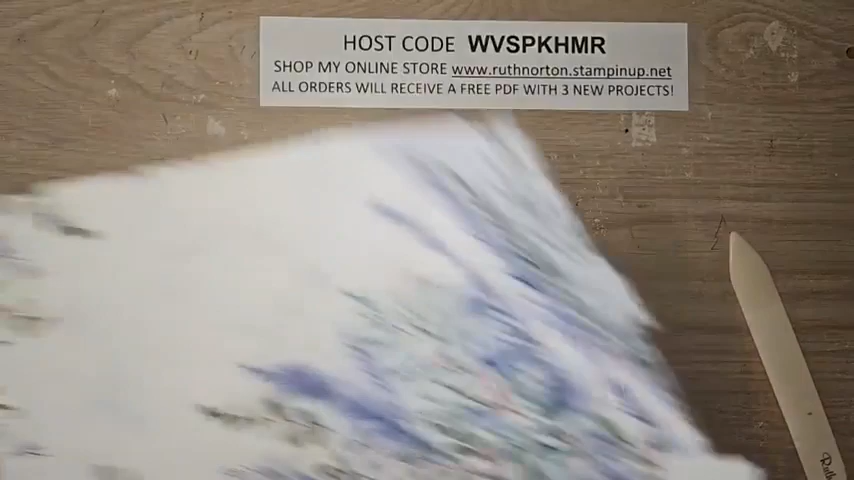 HOST CODE WVSPKHMR
SHOP MY ONLINE STORE www.ruthnorton.stampinup.net
ALL ORDERS WILL RECEIVE A FREE PDF WITH 3 NEW PROJECTS!